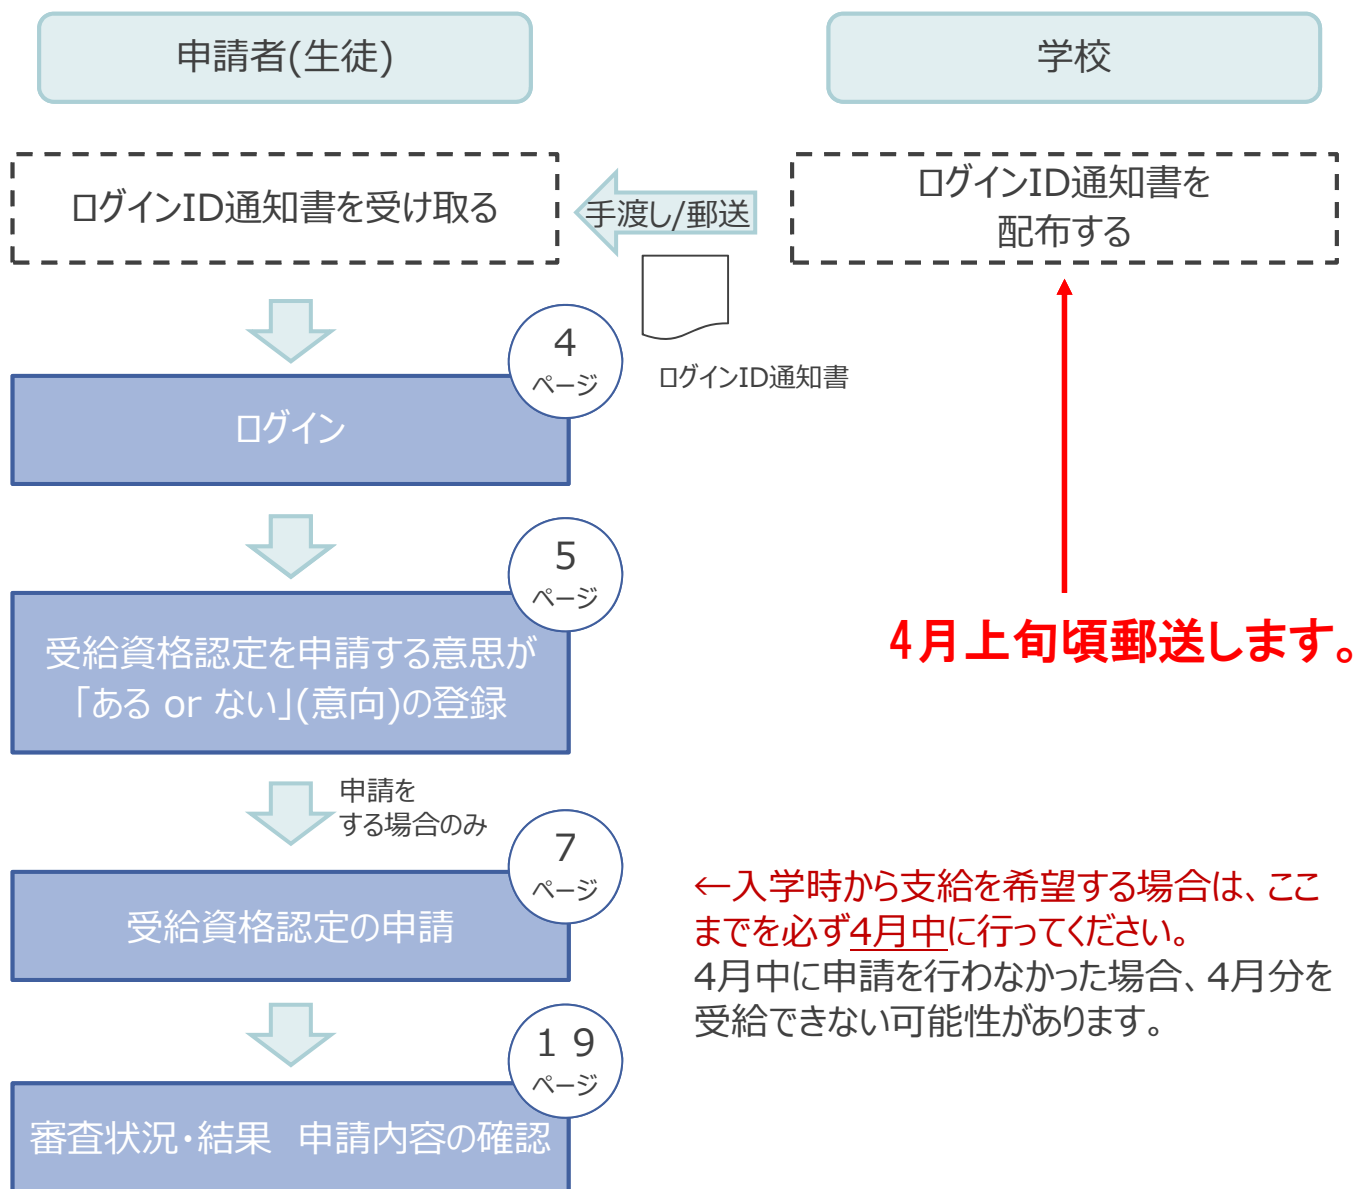 申請者(生徒)
学校
ログインID通知書を受け取る
手渡し/郵送
ログインID通知書を
配布する
ログインID通知書
4
ページ
ログイン
5
ページ
受給資格認定を申請する意思が
「ある or ない」(意向)の登録
4月上旬頃郵送します。
申請を
する場合のみ
7
ページ
受給資格認定の申請
←入学時から支給を希望する場合は、ここ
までを必ず4月中に行ってください。
4月中に申請を行わなかった場合、4月分を
受給できない可能性があります。
19
ページ
審査状況・結果　申請内容の確認